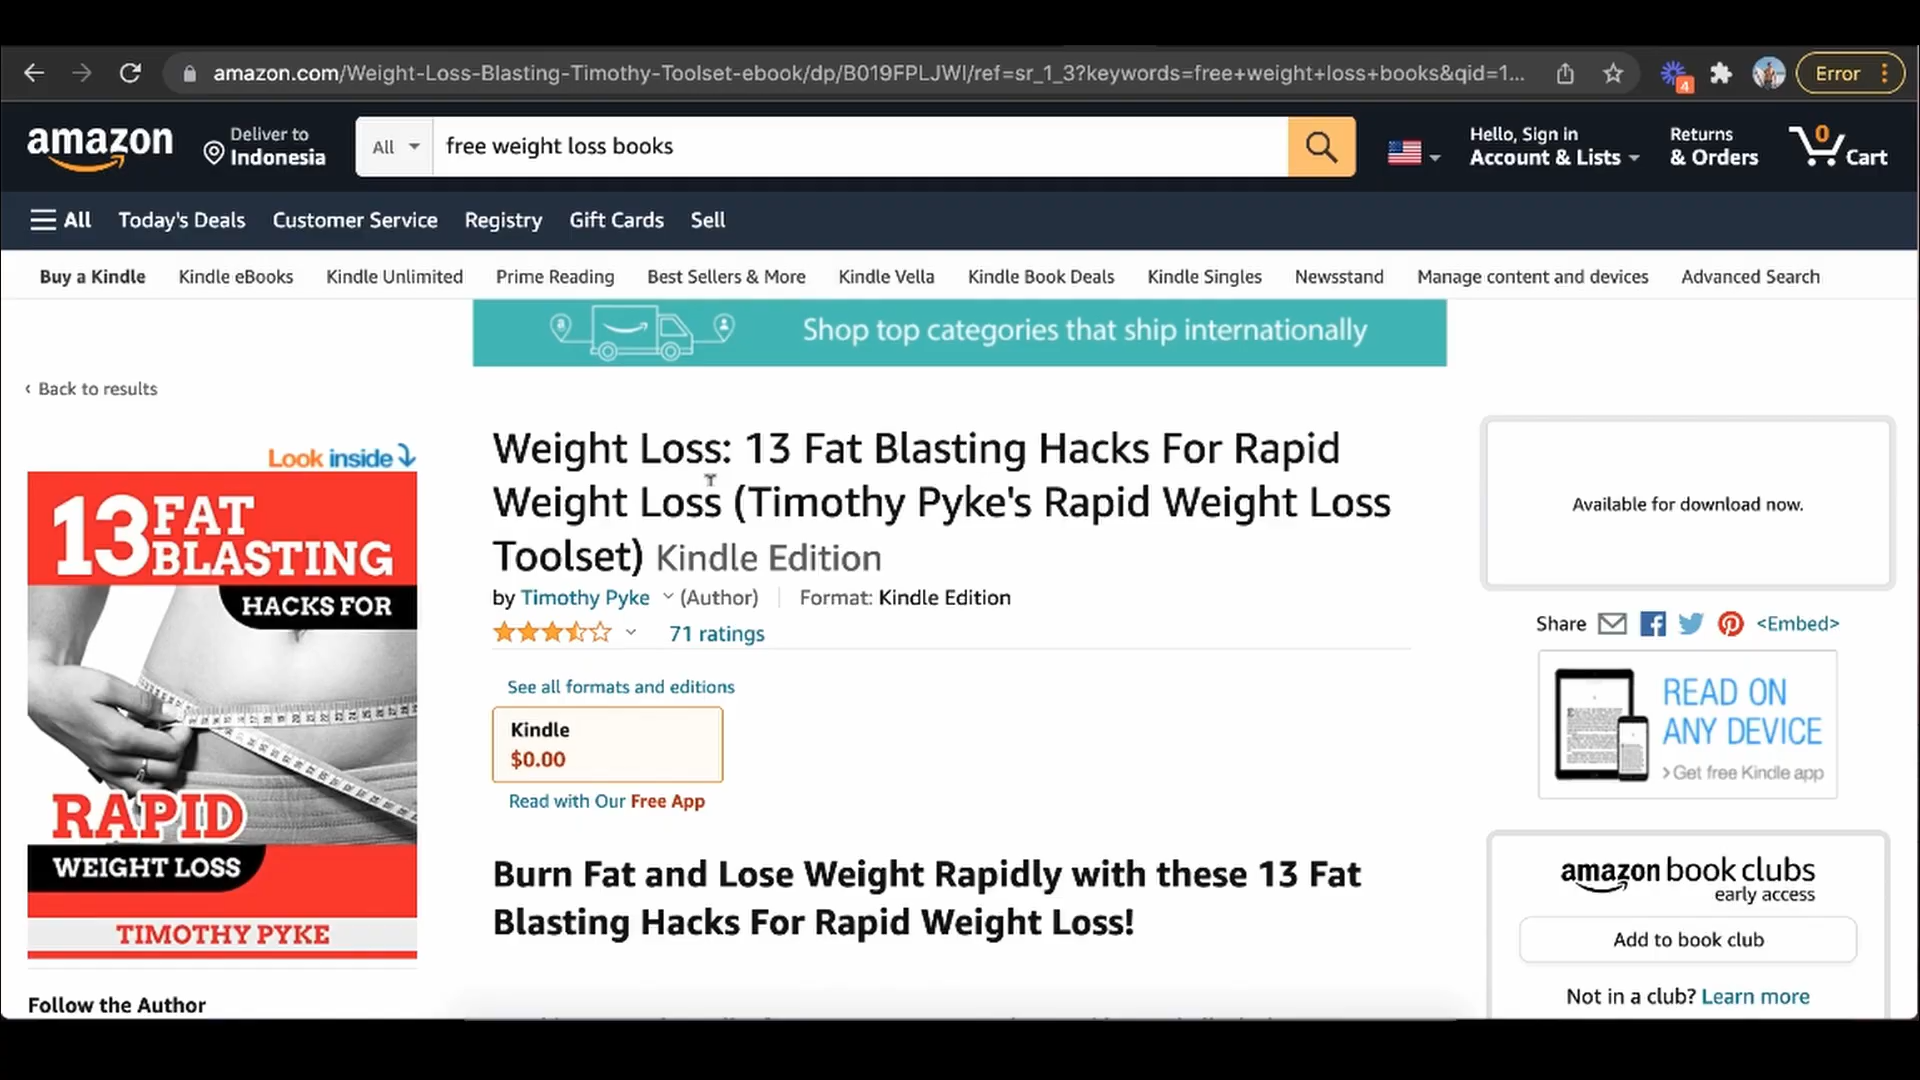 amazon.com/Weight-Loss-Blasting-Timothy-Toolset-ebook/dp/B019FPLJWI/ref=sr_1_3?keywords=free+weight+loss+books&qid=1...
4
Error
amazon
Deliver to
Indonesia
All
free weight loss books
Hello, Sign in
Account & Lists
Returns
& Orders
0
Cart
All
Today's Deals
Customer Service
Registry
Gift Cards
Sell
Buy a Kindle
Kindle eBooks
Kindle Unlimited
Prime Reading
Best Sellers & More
Kindle Vella
Kindle Book Deals
Kindle Singles
Newsstand
Manage content and devices
Advanced Search
Shop top categories that ship internationally
‹ Back to results
Look inside
13 FAT
BLASTING
HACKS FOR
RAPID
WEIGHT LOSS
TIMOTHY PYKE
Follow the Author
Weight Loss: 13 Fat Blasting Hacks For Rapid
Weight Loss (Timothy Pyke's Rapid Weight Loss
Toolset) Kindle Edition
by Timothy Pyke (Author) Format: Kindle Edition
71 ratings
See all formats and editions
Kindle
$0.00
Read with Our Free App
Burn Fat and Lose Weight Rapidly with these 13 Fat
Blasting Hacks For Rapid Weight Loss!
Available for download now.
Share <Embed>
READ ON
ANY DEVICE
›Get free Kindle app
amazon book clubs
early access
Add to book club
Not in a club? Learn more